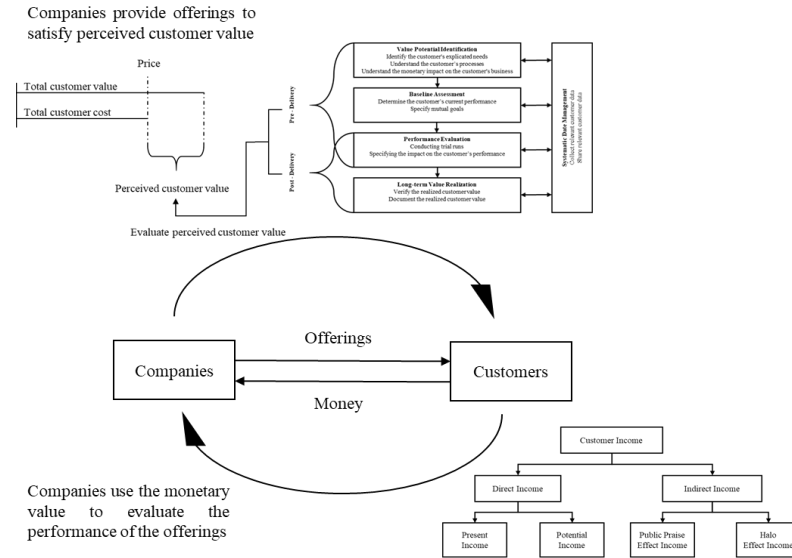 Companies provide offerings to
satisfy perceived customer value
Price
Total customer value
Total customer cost
Perceived customer value
Evaluate perceived customer value
Pre - Delivery
Post - Delivery
Value Potential Identification
Identify the customer's explicated needs
Understand the customer's processes
Understand the monetary impact on the customer's business
Baseline Assessment
Determine the customer's current performance
Specify mutual goals
Performance Evaluation
Conducting trial runs
Specifying the impact on the customer's performance
Long-term Value Realization
Verify the realized customer value
Document the realized customer value
Systematic Date Management
Collect relevant customer data
Share relevant customer data
Offerings
Companies
Customers
Money
Companies use the monetary
value to evaluate the
performance of the offerings
Customer Income
Direct Income
Indirect Income
Present
Income
Potential
Income
Public Praise
Effect Income
Halo
Effect Income